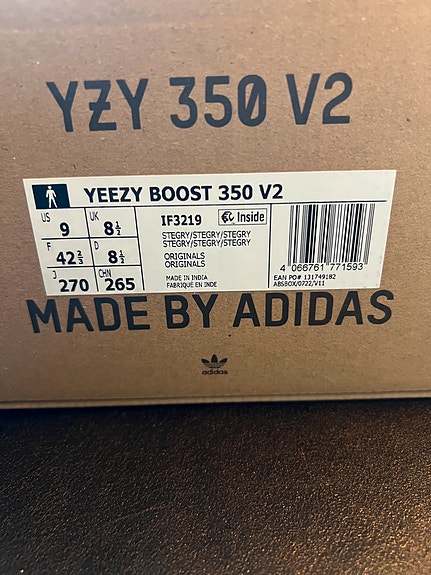 YZY 350 V2
YEEZY BOOST 350 V2
US
9
UK
8½
F
42⅔
D
8½
J
270
CHN
265
IF3219
Inside
STEGRY/STEGRY/STEGRY
STEGRY/STEGRY/STEGRY
ORIGINALS
ORIGINALS
MADE IN INDIA
FABRIQUÉ EN INDE
4 066761 771593
EAN PO# 131749182
ABSBOX/0722/V11
MADE BY ADIDAS
adidas